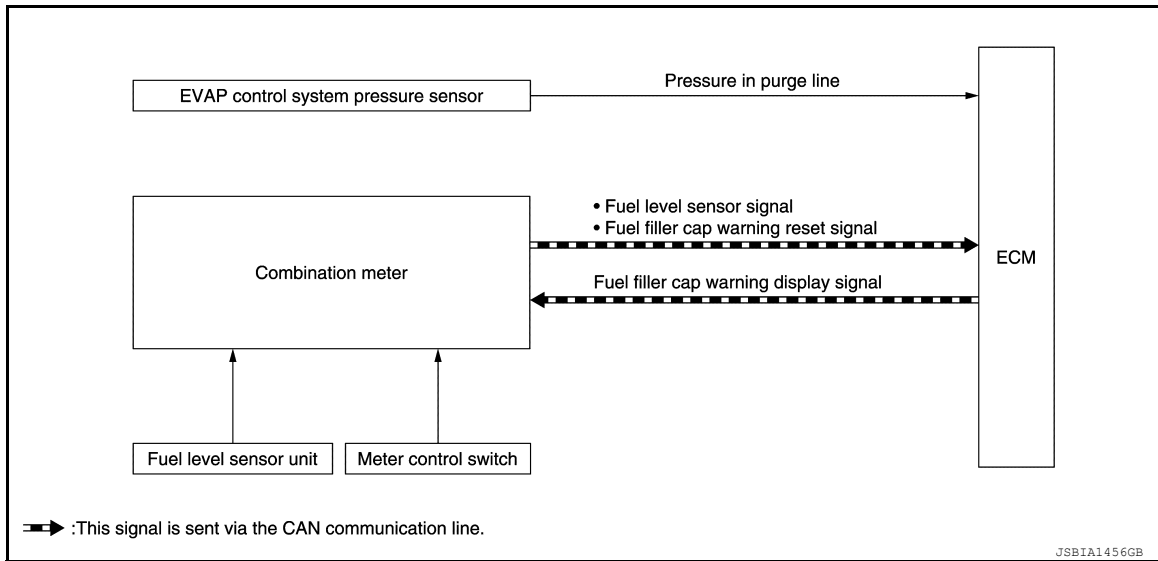 EVAP control system pressure sensor
Pressure in purge line
• Fuel level sensor signal
• Fuel filler cap warning reset signal
Combination meter
ECM
Fuel filler cap warning display signal
Fuel level sensor unit
Meter control switch
:This signal is sent via the CAN communication line.
JSBIA1456GB